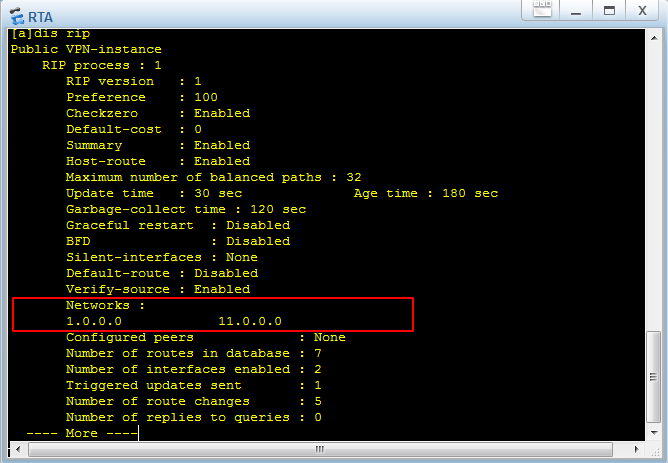 RTA
[a]dis rip
Public VPN-instance
RIP process : 1
RIP version : 1
Preference : 100
Checkzero : Enabled
Default-cost : 0
Summary : Enabled
Host-route : Enabled
Maximum number of balanced paths : 32
Update time : 30 sec Age time : 180 sec
Garbage-collect time : 120 sec
Graceful restart : Disabled
BFD : Disabled
Silent-interfaces : None
Default-route : Disabled
Verify-source : Enabled
Networks :
1.0.0.0 11.0.0.0
Configured peers : None
Number of routes in database : 7
Number of interfaces enabled : 2
Triggered updates sent : 1
Number of route changes : 5
Number of replies to queries : 0
---- More ----